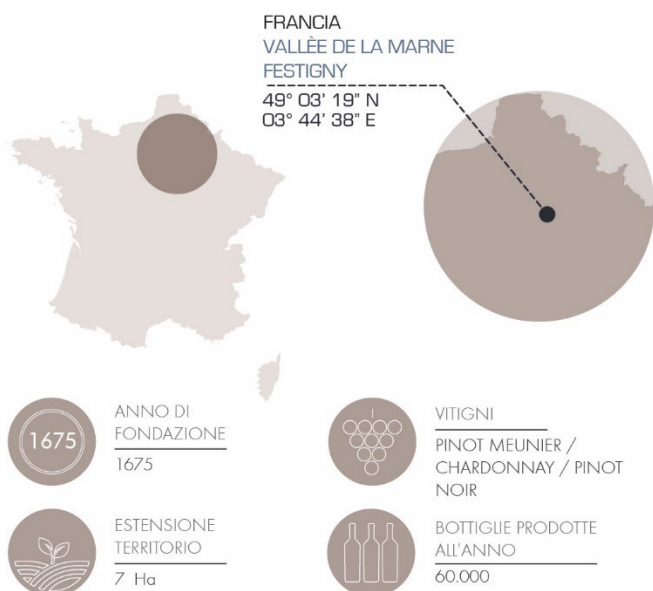 FRANCIA
VALLÈE DE LA MARNE
FESTIGNY
49° 03' 19" N
03° 44' 38" E
1675
ANNO DI
FONDAZIONE
1675
VITIGNI
PINOT MEUNIER /
CHARDONNAY / PINOT
NOIR
ESTENSIONE
TERRITORIO
7 Ha
BOTTIGLIE PRODOTTE
ALL'ANNO
60.000